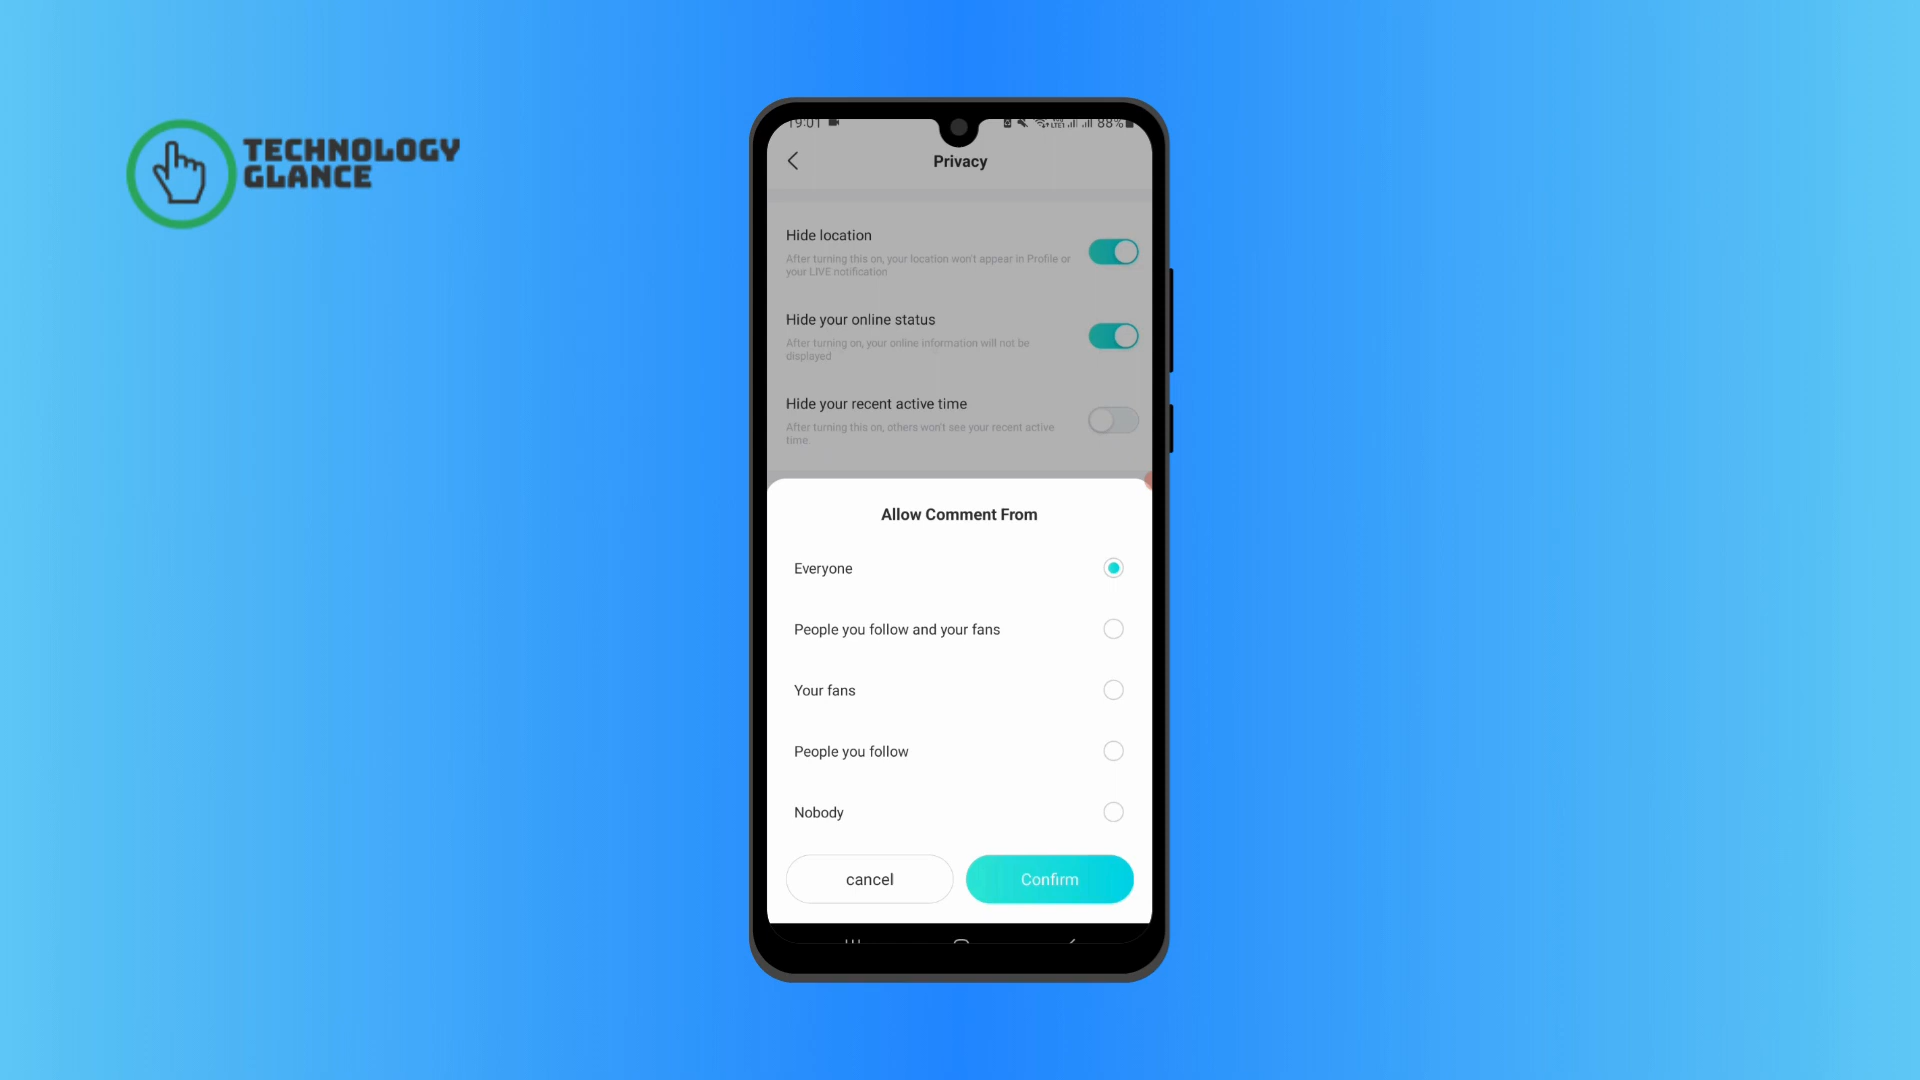 TECHNOLOGY
GLANCE
19:01
88%
Privacy
Hide location
After turning this on, your location won't appear in Profile or
your LIVE notification
Hide your online status
After turning on, your online information will not be
displayed
Hide your recent active time
After turning this on, others won't see your recent active
time.
Allow Comment From
Everyone
People you follow and your fans
Your fans
People you follow
Nobody
cancel
Confirm